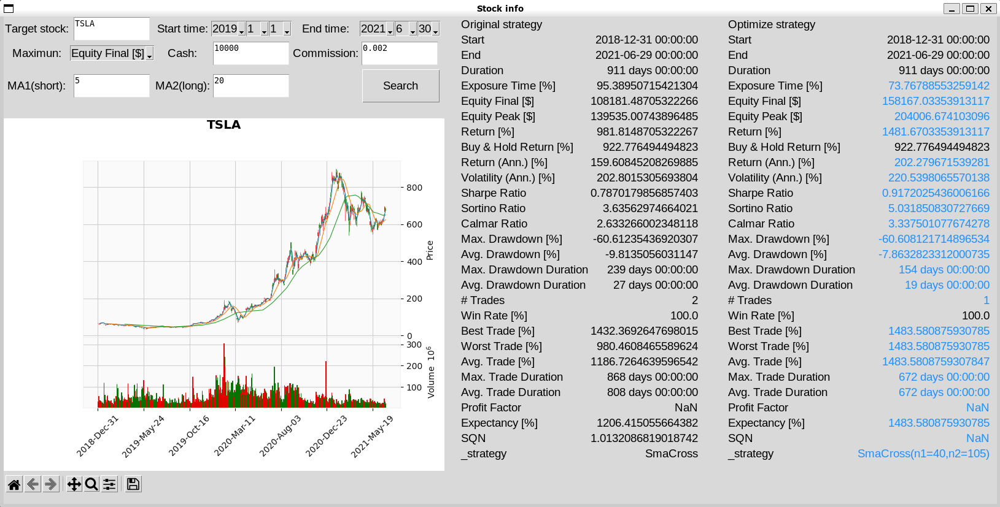 Stock info
Target stock: TSLA Start time: 2019 1 1 End time: 2021 6 30
Maximun: Equity Final [$] Cash: 10000 Commission: 0.002
MA1(short): 5 MA2(long): 20 Search
TSLA
800
600
400
200
0
Price
300
200
100
Volume 10^6
2018-Dec-31
2019-May-24
2019-Oct-16
2020-Mar-11
2020-Aug-03
2020-Dec-23
2021-May-19
Original strategy
Start 2018-12-31 00:00:00
End 2021-06-29 00:00:00
Duration 911 days 00:00:00
Exposure Time [%] 95.38950715421304
Equity Final [$] 108181.48705322266
Equity Peak [$] 139535.00743896485
Return [%] 981.8148705322267
Buy & Hold Return [%] 922.776494494823
Return (Ann.) [%] 159.60845208269885
Volatility (Ann.) [%] 202.8015305693804
Sharpe Ratio 0.7870179856857403
Sortino Ratio 3.63562974664021
Calmar Ratio 2.633266002348118
Max. Drawdown [%] -60.61235436920307
Avg. Drawdown [%] -9.8135056031147
Max. Drawdown Duration 239 days 00:00:00
Avg. Drawdown Duration 27 days 00:00:00
# Trades 2
Win Rate [%] 100.0
Best Trade [%] 1432.3692647698015
Worst Trade [%] 980.4608465589624
Avg. Trade [%] 1186.7264639596542
Max. Trade Duration 868 days 00:00:00
Avg. Trade Duration 808 days 00:00:00
Profit Factor NaN
Expectancy [%] 1206.415055664382
SQN 1.0132086819018742
_strategy SmaCross
Optimize strategy
Start 2018-12-31 00:00:00
End 2021-06-29 00:00:00
Duration 911 days 00:00:00
Exposure Time [%] 73.76788553259142
Equity Final [$] 158167.03353913117
Equity Peak [$] 204006.674103096
Return [%] 1481.6703353913117
Buy & Hold Return [%] 922.776494494823
Return (Ann.) [%] 202.279671539281
Volatility (Ann.) [%] 220.5398065570138
Sharpe Ratio 0.9172025436006166
Sortino Ratio 5.031850830727669
Calmar Ratio 3.337501077674278
Max. Drawdown [%] -60.608121714896534
Avg. Drawdown [%] -7.8632823312000735
Max. Drawdown Duration 154 days 00:00:00
Avg. Drawdown Duration 19 days 00:00:00
# Trades 1
Win Rate [%] 100.0
Best Trade [%] 1483.580875930785
Worst Trade [%] 1483.580875930785
Avg. Trade [%] 1483.5808759307847
Max. Trade Duration 672 days 00:00:00
Avg. Trade Duration 672 days 00:00:00
Profit Factor NaN
Expectancy [%] 1483.580875930785
SQN NaN
_strategy SmaCross(n1=40,n2=105)